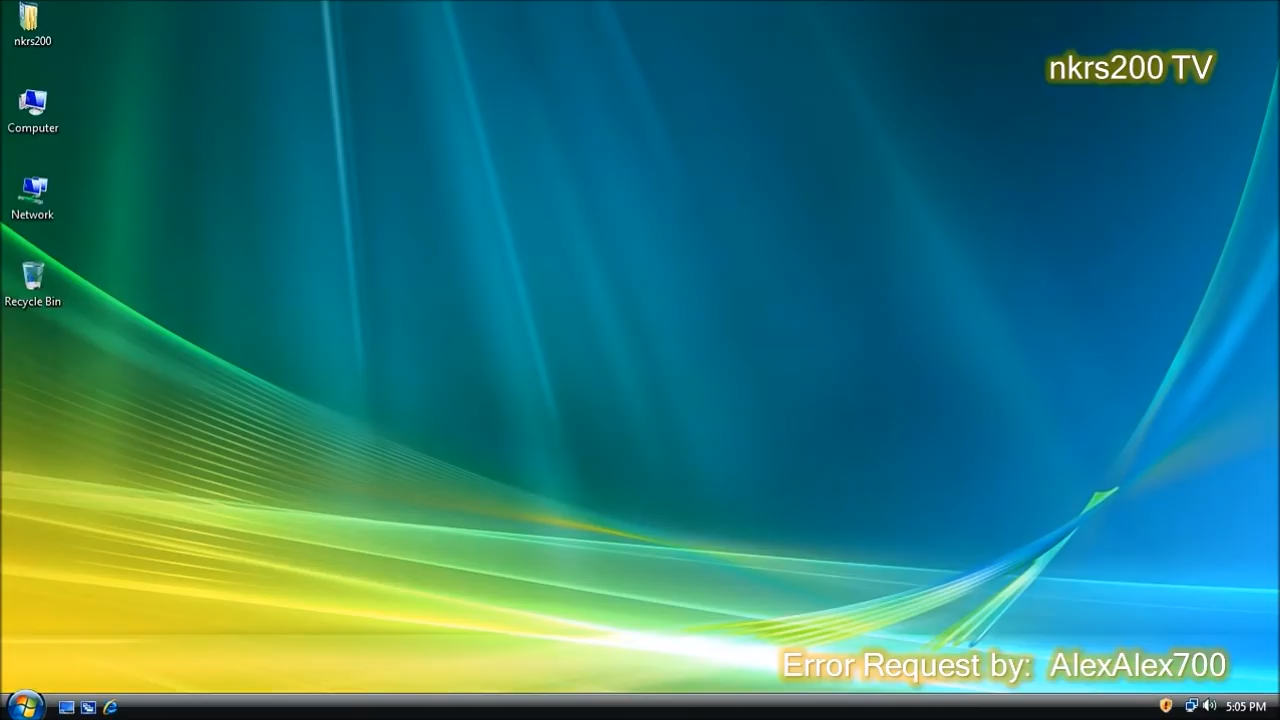 nkrs200
nkrs200 TV
Computer
Network
Recycle Bin
Error Request by: AlexAlex700
5:05 PM